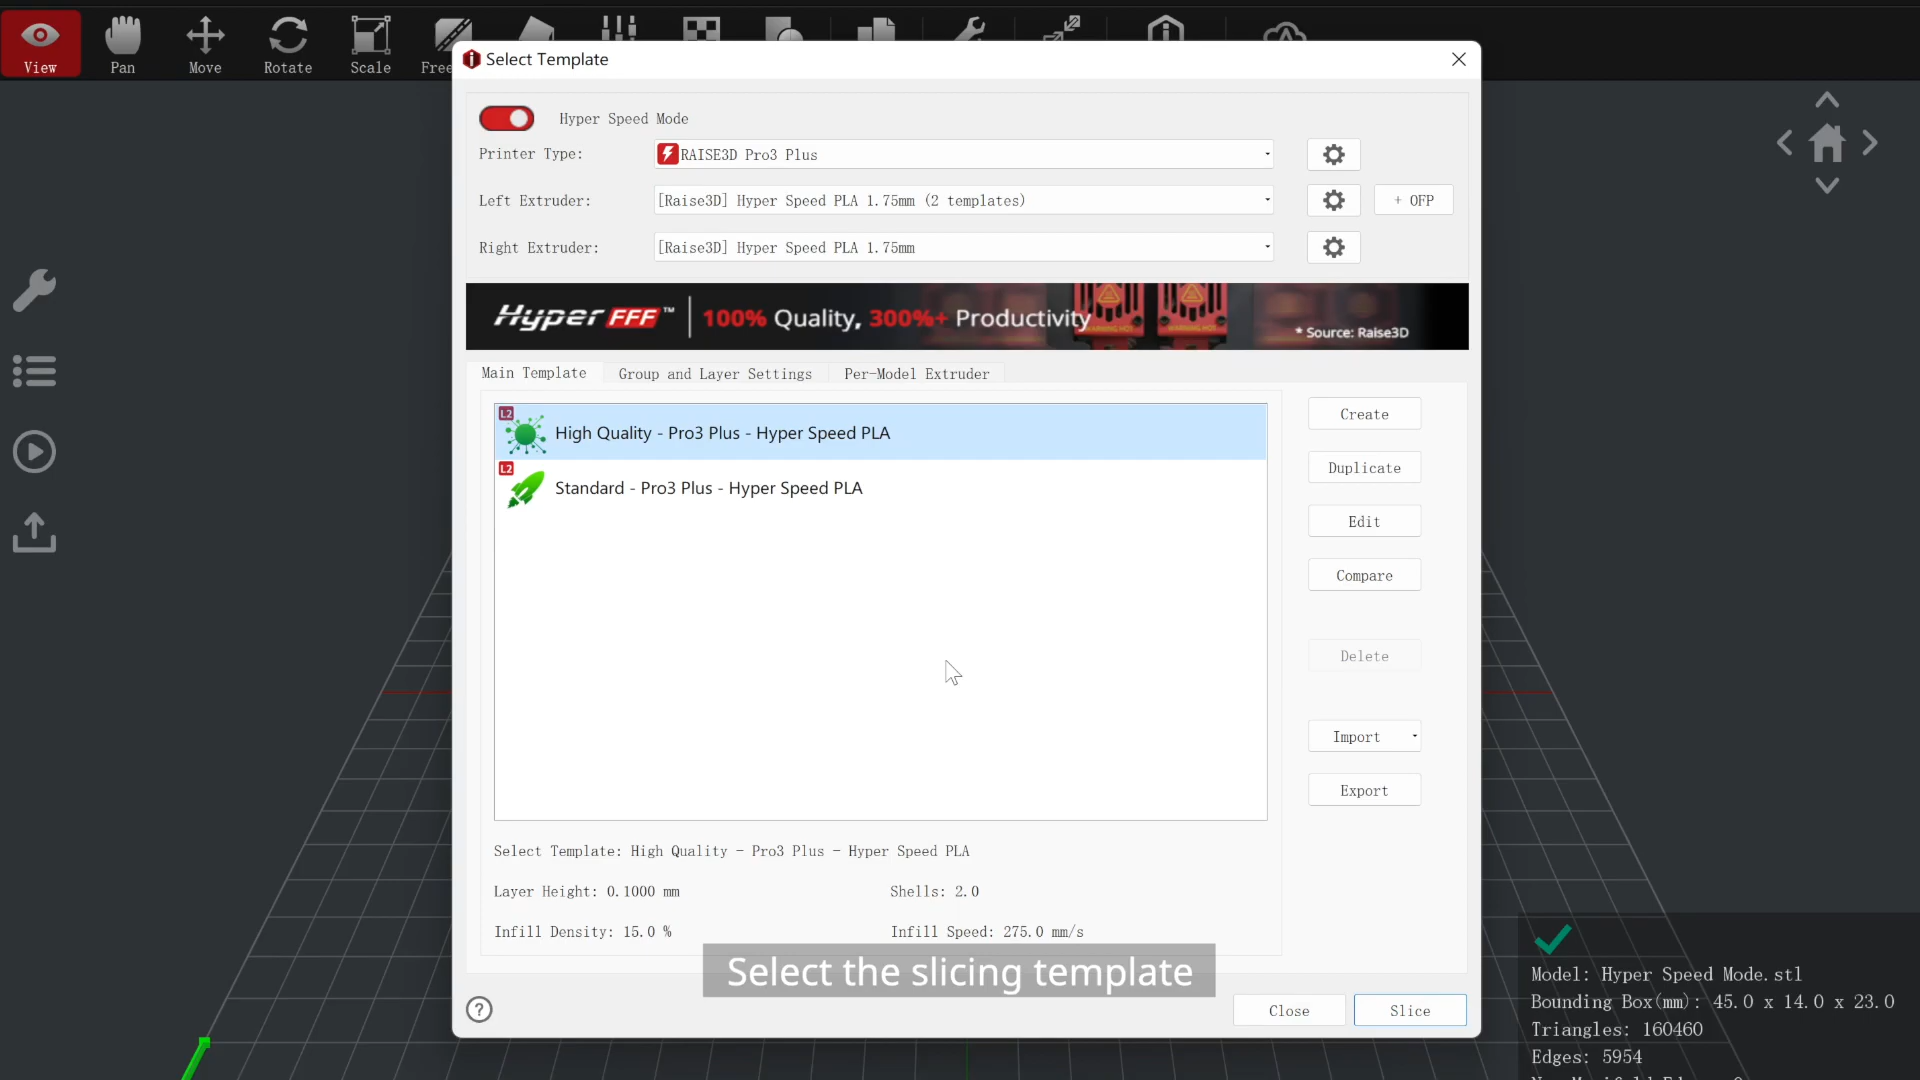 View
Pan
Move
Rotate
Scale
Free
Select Template
Hyper Speed Mode
Printer Type:
RAISE3D Pro3 Plus
Left Extruder:
[Raise3D] Hyper Speed PLA 1.75mm (2 templates)
+ OFP
Right Extruder:
[Raise3D] Hyper Speed PLA 1.75mm
Hyper FFF™ 100% Quality, 300%+ Productivity
* Source: Raise3D
Main Template
Group and Layer Settings
Per-Model Extruder
L2
High Quality - Pro3 Plus - Hyper Speed PLA
L2
Standard - Pro3 Plus - Hyper Speed PLA
Create
Duplicate
Edit
Compare
Delete
Import
Export
Select Template: High Quality - Pro3 Plus - Hyper Speed PLA
Layer Height: 0.1000 mm
Shells: 2.0
Infill Density: 15.0 %
Infill Speed: 275.0 mm/s
Select the slicing template
?
Close
Slice
Model: Hyper Speed Mode.stl
Bounding Box(mm): 45.0 x 14.0 x 23.0
Triangles: 160460
Edges: 5954